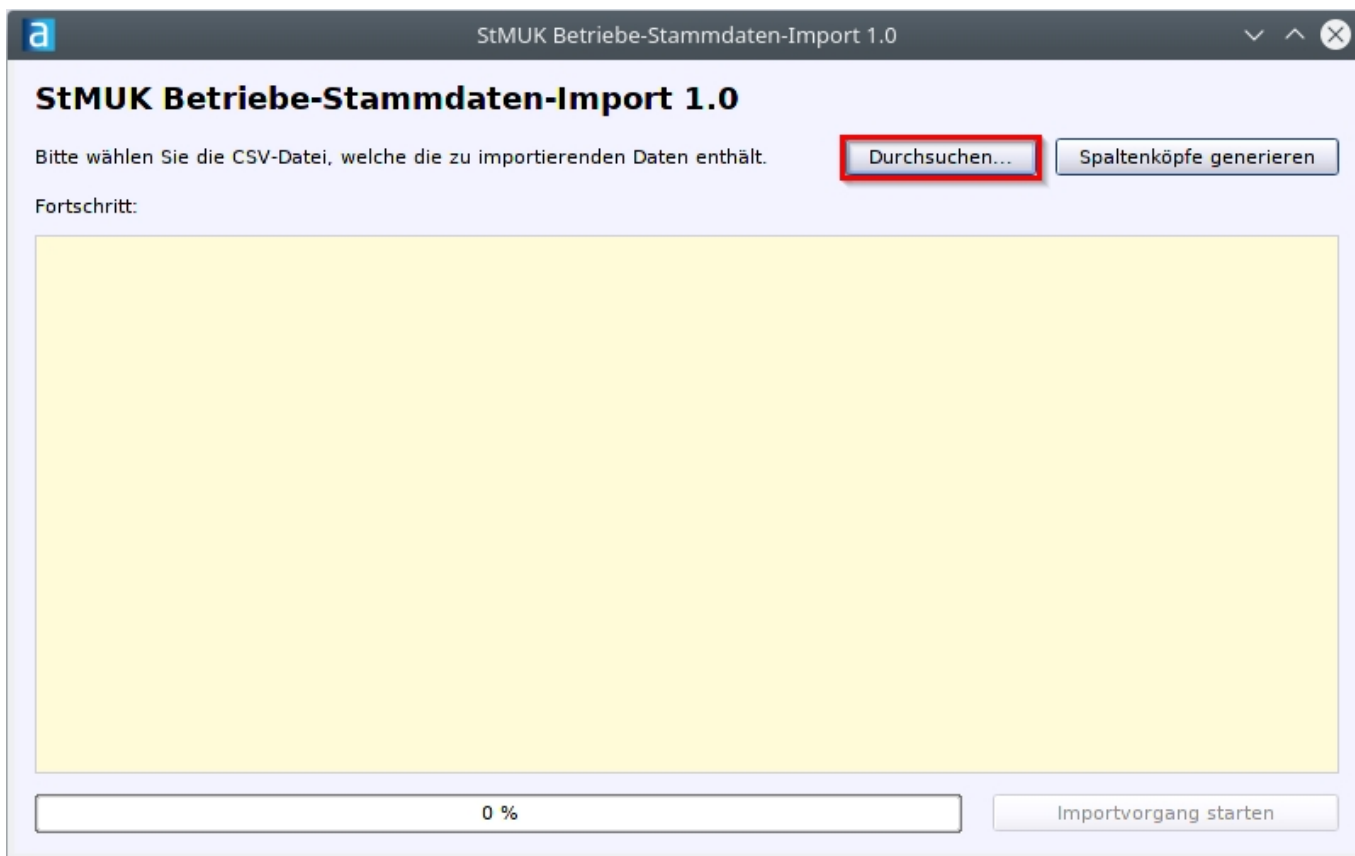 a
StMUK Betriebe-Stammdaten-Import 1.0
StMUK Betriebe-Stammdaten-Import 1.0
Bitte wählen Sie die CSV-Datei, welche die zu importierenden Daten enthält. Durchsuchen... Spaltenköpfe generieren
Fortschritt:
0 % Importvorgang starten